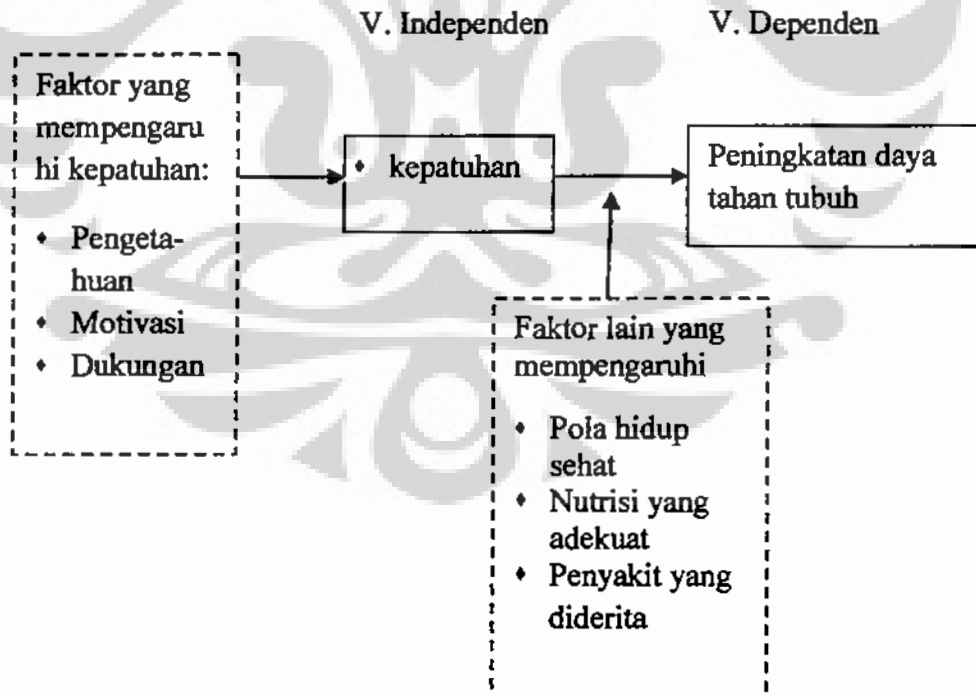 V. Independen
V. Dependen
Faktor yang
mempengaru
hi kepatuhan:
• Pengeta-
huan
• Motivasi
• Dukungan
• kepatuhan
Peningkatan daya
tahan tubuh
Faktor lain yang
mempengaruhi
• Pola hidup
sehat
• Nutrisi yang
adekuat
• Penyakit yang
diderita